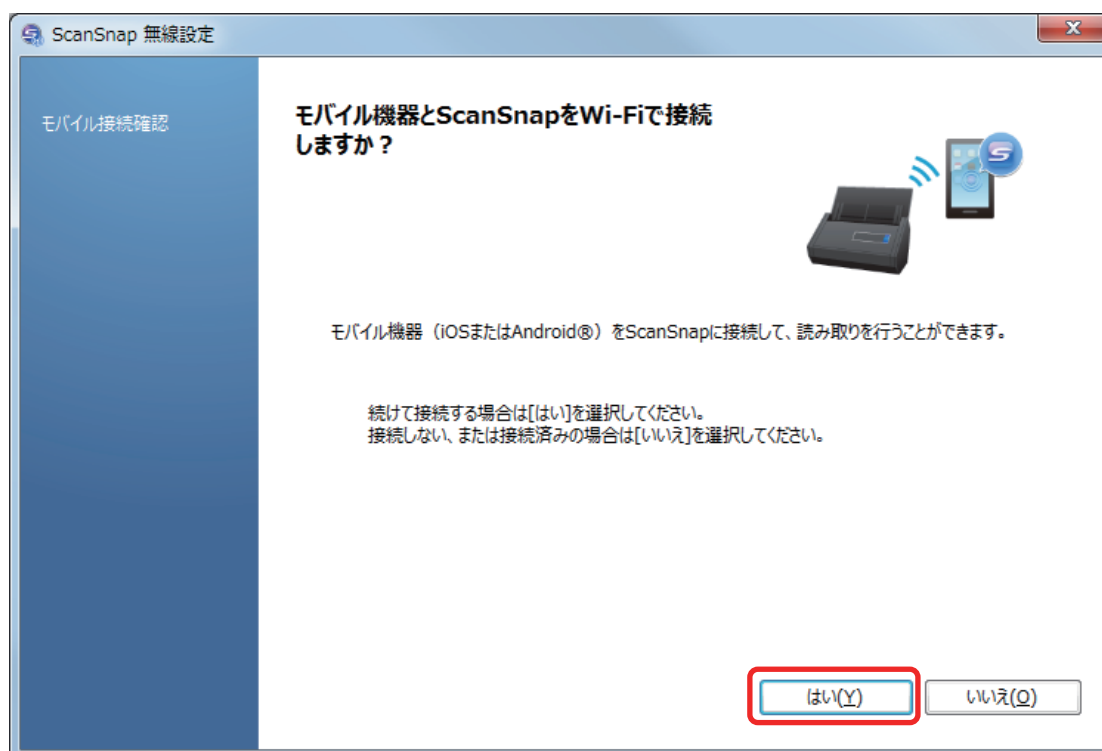 ScanSnap 無線設定
モバイル接続確認
モバイル機器とScanSnapをWi-Fiで接続
しますか？
モバイル機器（iOSまたはAndroid®）をScanSnapに接続して、読み取りを行うことができます。
続けて接続する場合は[はい]を選択してください。
接続しない、または接続済みの場合は[いいえ]を選択してください。
はい(Y)
いいえ(O)